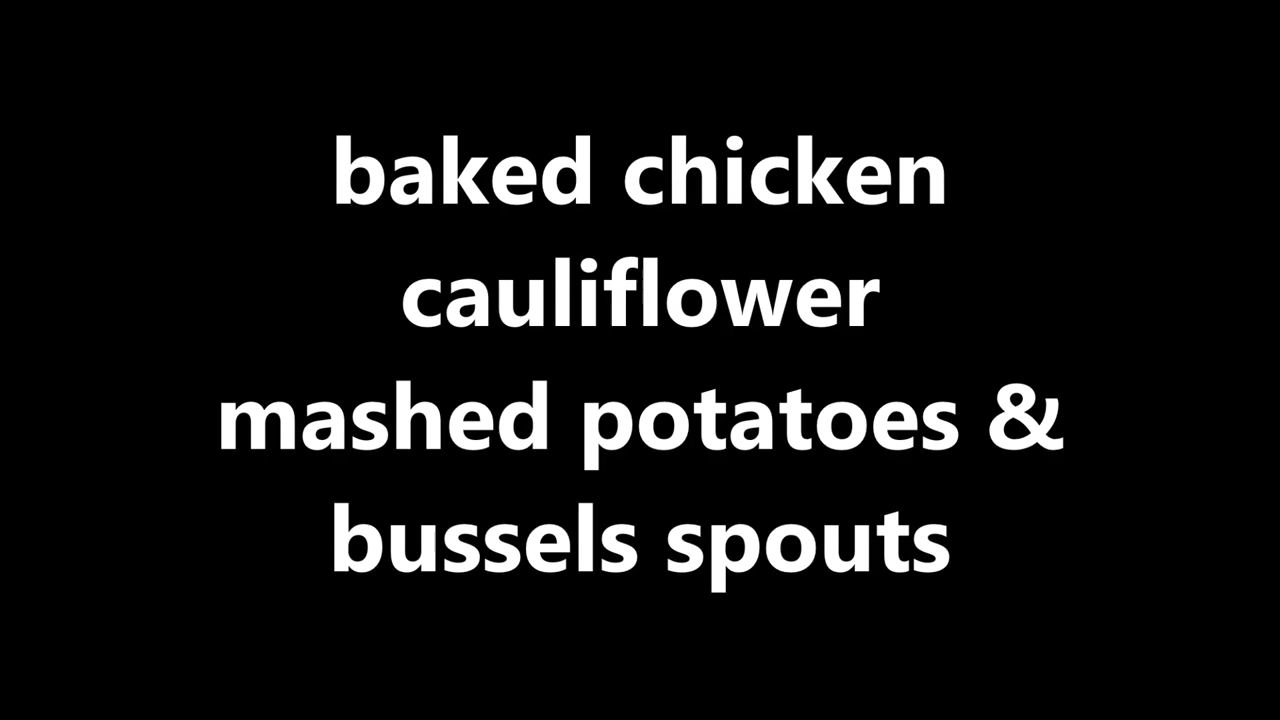 baked chicken
cauliflower
mashed potatoes &
bussels spouts